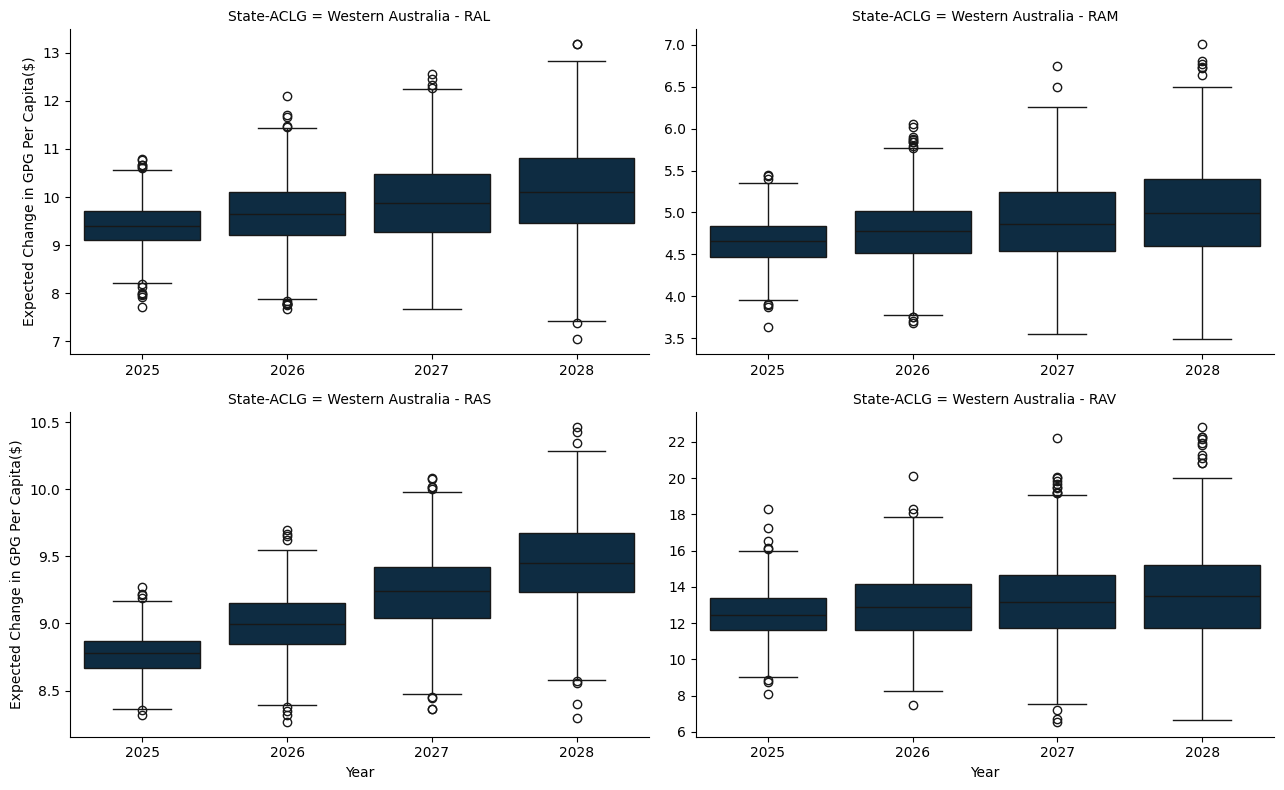 State-ACLG = Western Australia - RAL
Expected Change in GPG Per Capita($)
13
12
11
10
9
8
7
2025 2026 2027 2028
State-ACLG = Western Australia - RAM
7.0
6.5
6.0
5.5
5.0
4.5
4.0
3.5
2025 2026 2027 2028
State-ACLG = Western Australia - RAS
Expected Change in GPG Per Capita($)
10.5
10.0
9.5
9.0
8.5
2025 2026 2027 2028
Year
State-ACLG = Western Australia - RAV
22
20
18
16
14
12
10
8
6
2025 2026 2027 2028
Year